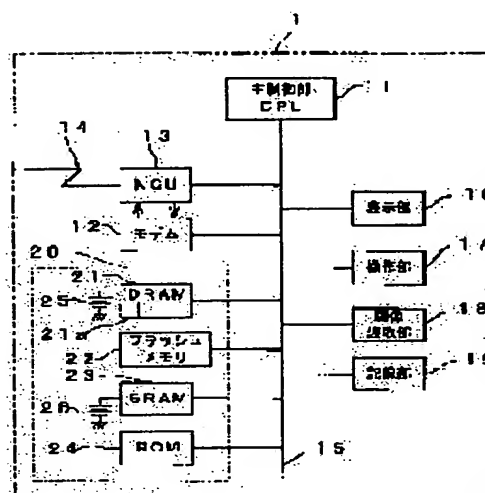 1
主制御部
CPU
11
14
13
NCU
12
モデム
20
21
25
DRAM
21a
22
フラッシュ
メモリ
23
SRAM
26
24
ROM
15
16
表示部
17
操作部
18
画像
読取部
19
記録部